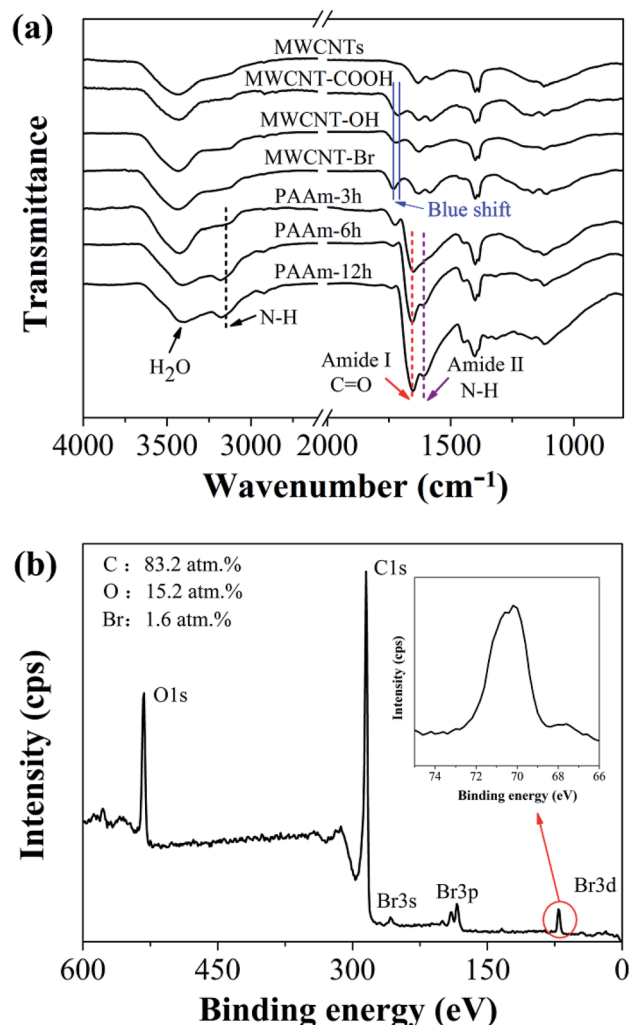 (a)
MWCNTs
MWCNT-COOH
MWCNT-OH
MWCNT-Br
Blue shift
PAAm-3h
PAAm-6h
PAAm-12h
N-H
H2O
Amide I
C=O
Amide II
N-H
Transmittance
4000 3500 3000 2000 1500 1000
Wavenumber (cm⁻¹)
(b)
C : 83.2 atm.%
O : 15.2 atm.%
Br: 1.6 atm.%
C1s
O1s
Br3s
Br3p
Br3d
Intensity (cps)
74 72 70 68 66
Binding energy (eV)
Intensity (cps)
600 450 300 150 0
Binding energy (eV)